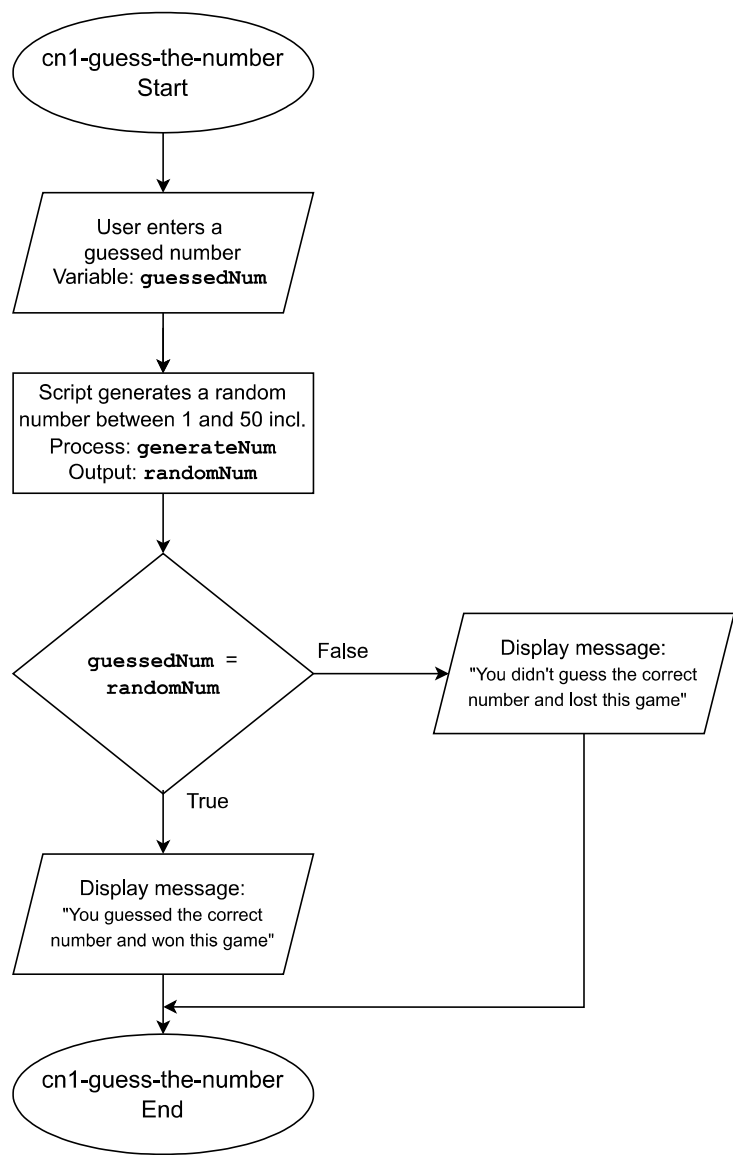 cn1-guess-the-number
Start
User enters a
guessed number
Variable: guessedNum
Script generates a random
number between 1 and 50 incl.
Process: generateNum
Output: randomNum
guessedNum =
randomNum
False
Display message:
"You didn't guess the correct
number and lost this game"
True
Display message:
"You guessed the correct
number and won this game"
cn1-guess-the-number
End